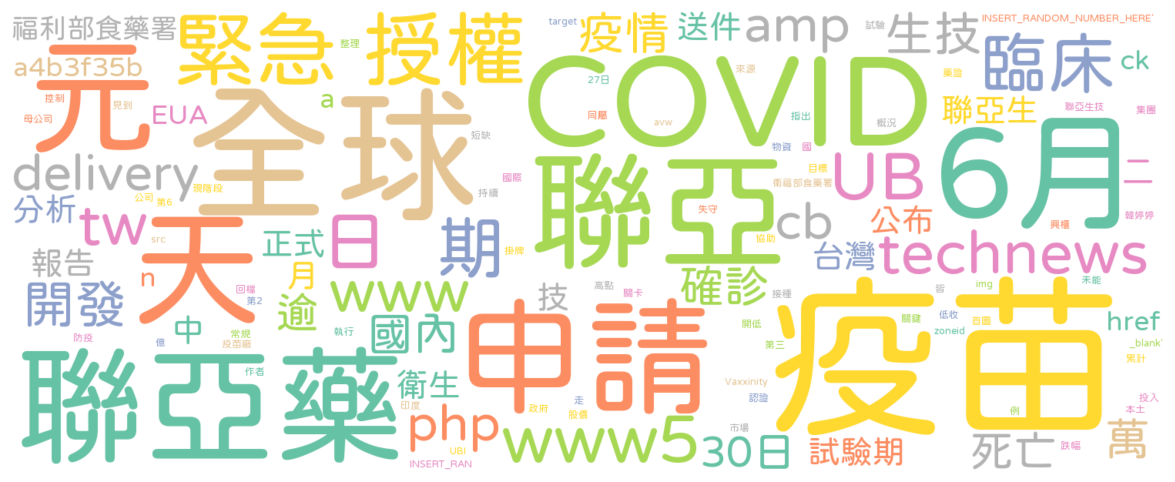 福利部食藥署
緊急
授權
疫情
送件
amp
生技
臨床
ck
target
試驗
INSERT_RANDOM_NUMBER_HERE'
整理
a4b3f35b
元
控制
見到
母公司
EUA
a
全球
短缺
COVID
27日
來源
藥證
同屬
avw
指出
概況
聯亞生
聯亞生技
集團
6月
delivery
現階段
公司
第6
國際
持續
聯亞
物資
國
目標
衛福部食藥署
UB
二
分析
tw
src
天
日
正式
期
掛牌
失守
協助
cb
公布
韓婷婷
興櫃
台灣
technews
報告
n
回檔
第2
月
逾
www
技
高點
關卡
確診
接種
皆
img
未能
開發
防疫
中
億
常規
疫苗廠
執行
國內
申請
開低
第三
疫苗
關鍵
低收
百圜
zoneid
href
_blank'
累計
聯亞藥
作者
衛生
印度
php
UBI
INSERT_RAN
政府
走
股價
www5
Vaxxinity
認證
市場
30日
試驗期
例
死亡
本土
投入
跌幅
萬